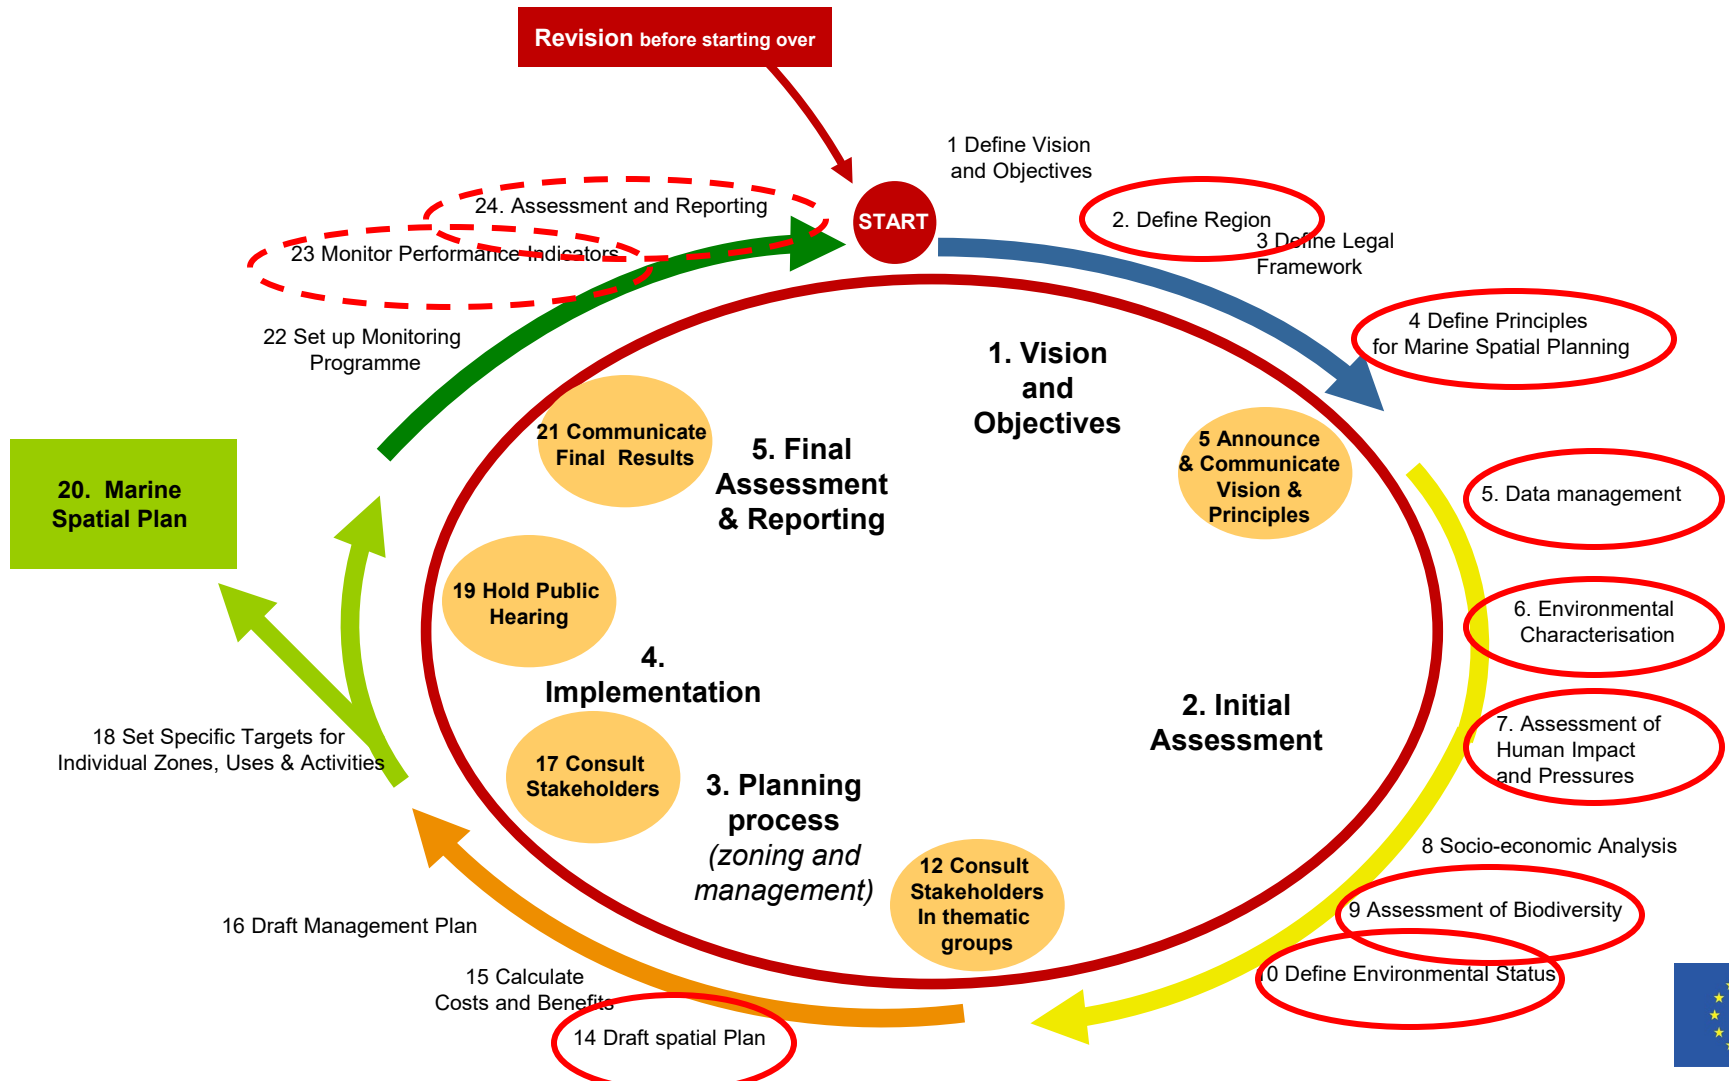 Revision before starting over
START
1 Define Vision
and Objectives
2. Define Region
3 Define Legal
Framework
4 Define Principles
for Marine Spatial Planning
5 Announce
& Communicate
Vision &
Principles
1. Vision
and
Objectives
5. Data management
6. Environmental
Characterisation
7. Assessment of
Human Impact
and Pressures
8 Socio-economic Analysis
9 Assessment of Biodiversity
10 Define Environmental Status
2. Initial
Assessment
12 Consult
Stakeholders
In thematic
groups
3. Planning
process
(zoning and
management)
14 Draft spatial Plan
15 Calculate
Costs and Benefits
16 Draft Management Plan
17 Consult
Stakeholders
4.
Implementation
18 Set Specific Targets for
Individual Zones, Uses & Activities
19 Hold Public
Hearing
20. Marine
Spatial Plan
21 Communicate
Final Results
5. Final
Assessment
& Reporting
22 Set up Monitoring
Programme
23 Monitor Performance Indicators
24. Assessment and Reporting